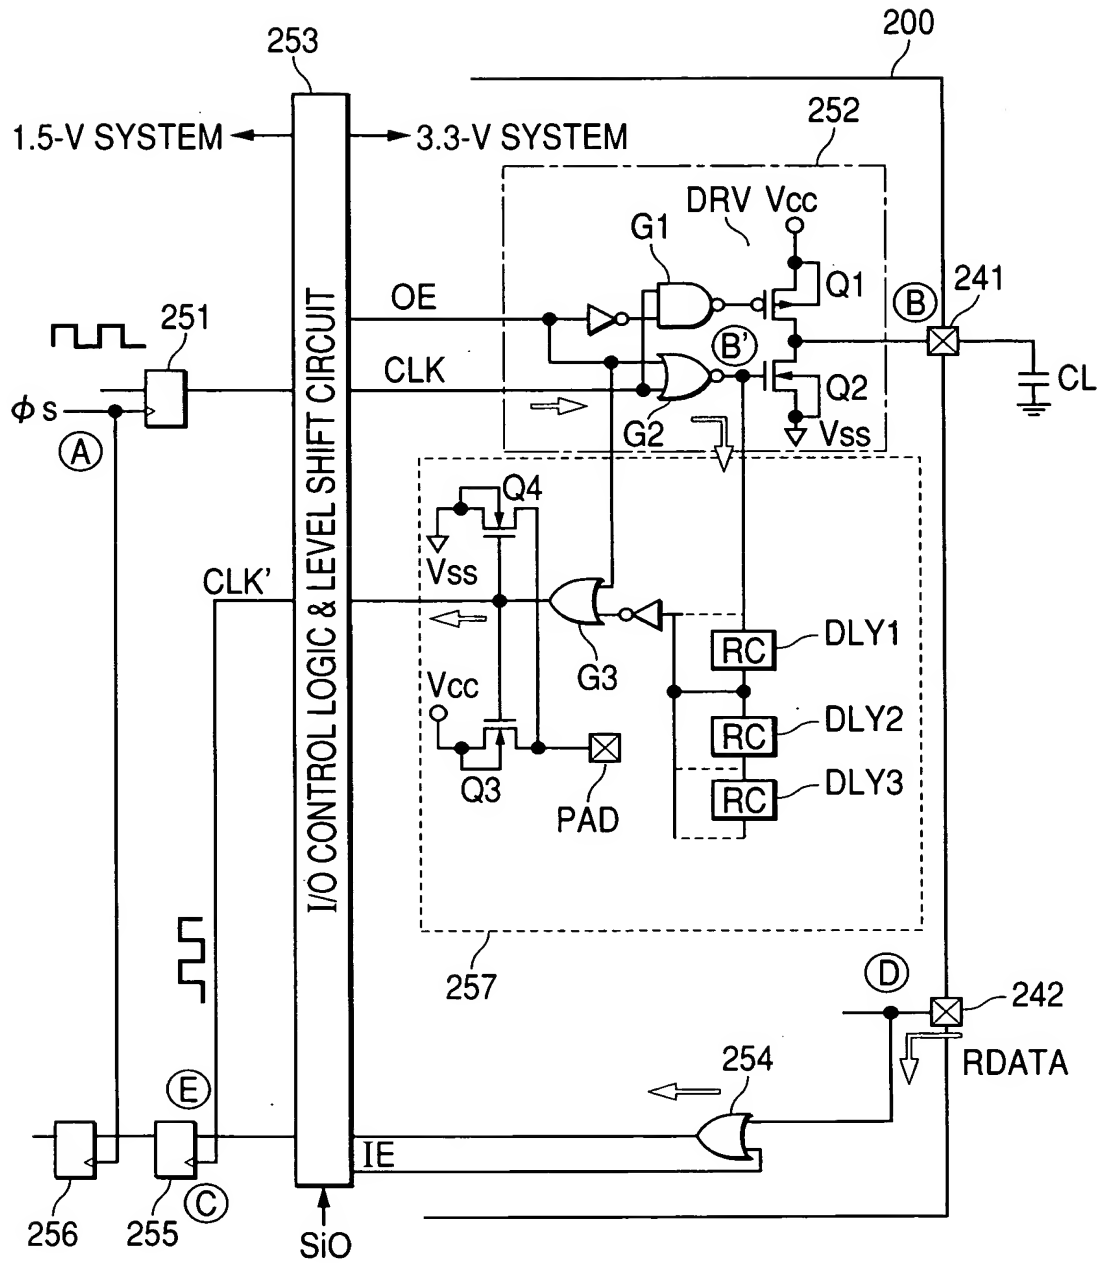 200
253
1.5-V SYSTEM
3.3-V SYSTEM
252
DRV
Vcc
G1
Q1
B
241
OE
251
B'
CLK
Q2
CL
ϕs
G2
Vss
A
I/O CONTROL LOGIC & LEVEL SHIFT CIRCUIT
Q4
Vss
CLK'
RC
DLY1
G3
Vcc
RC
DLY2
Q3
RC
DLY3
PAD
257
D
242
254
RDATA
E
IE
C
256
255
SiO